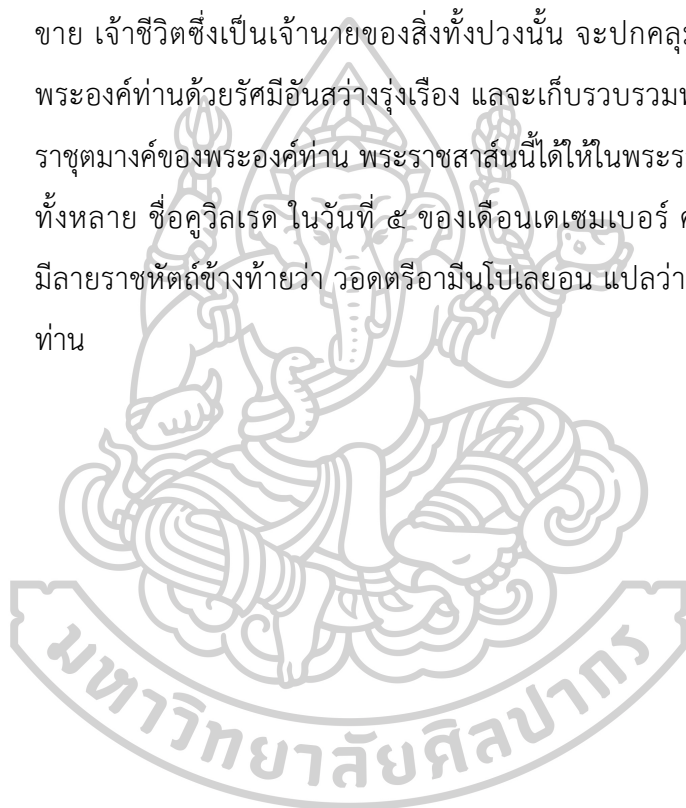 ขาย เจ้าชีวิตซึ่งเป็นเจ้านายของสิ่งทั้งปวงนั้น จะปกคลุ
พระองค์ท่านด้วยรัศมีอันสว่างรุ่งเรือง แลจะเก็บรวบรวม
ราชุตมางค์ของพระองค์ท่าน พระราชสาส์นนี้ได้ให้ในพระร
ทั้งหลาย ชื่อคูวิลเรด ในวันที่ ๕ ของเดือนเดเซมเบอร์
มีลายราชหัตถ์ข้างท้ายว่า วอดตรีอามีนโปเลยอน แปลว่า
ท่าน
มหาวิทยาลัยศิลปากร